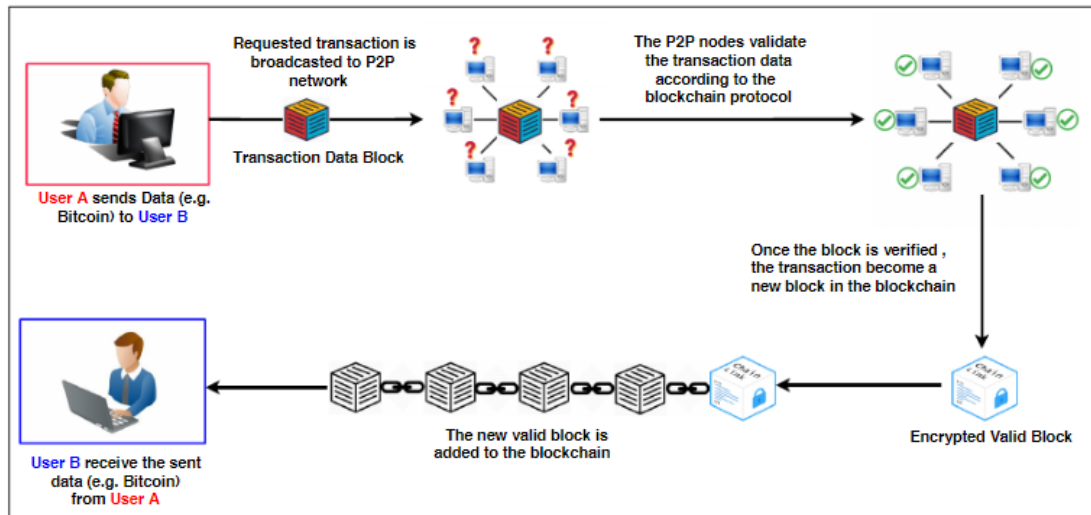 Requested transaction is
broadcasted to P2P
network
Transaction Data Block
User A sends Data (e.g.
Bitcoin) to User B
?
?
?
?
?
?
The P2P nodes validate
the transaction data
according to the
blockchain protocol
Once the block is verified ,
the transaction become a
new block in the blockchain
Chain
Link
Encrypted Valid Block
Chain
Link
The new valid block is
added to the blockchain
User B receive the sent
data (e.g. Bitcoin)
from User A